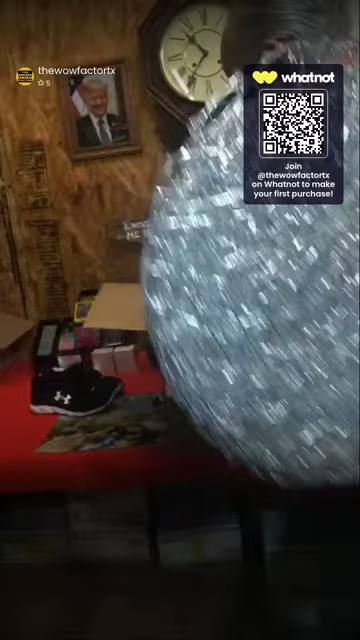 thewowfactortx
5
whatnot
Join
@thewowfactortx
on Whatnot to make
your first purchase!